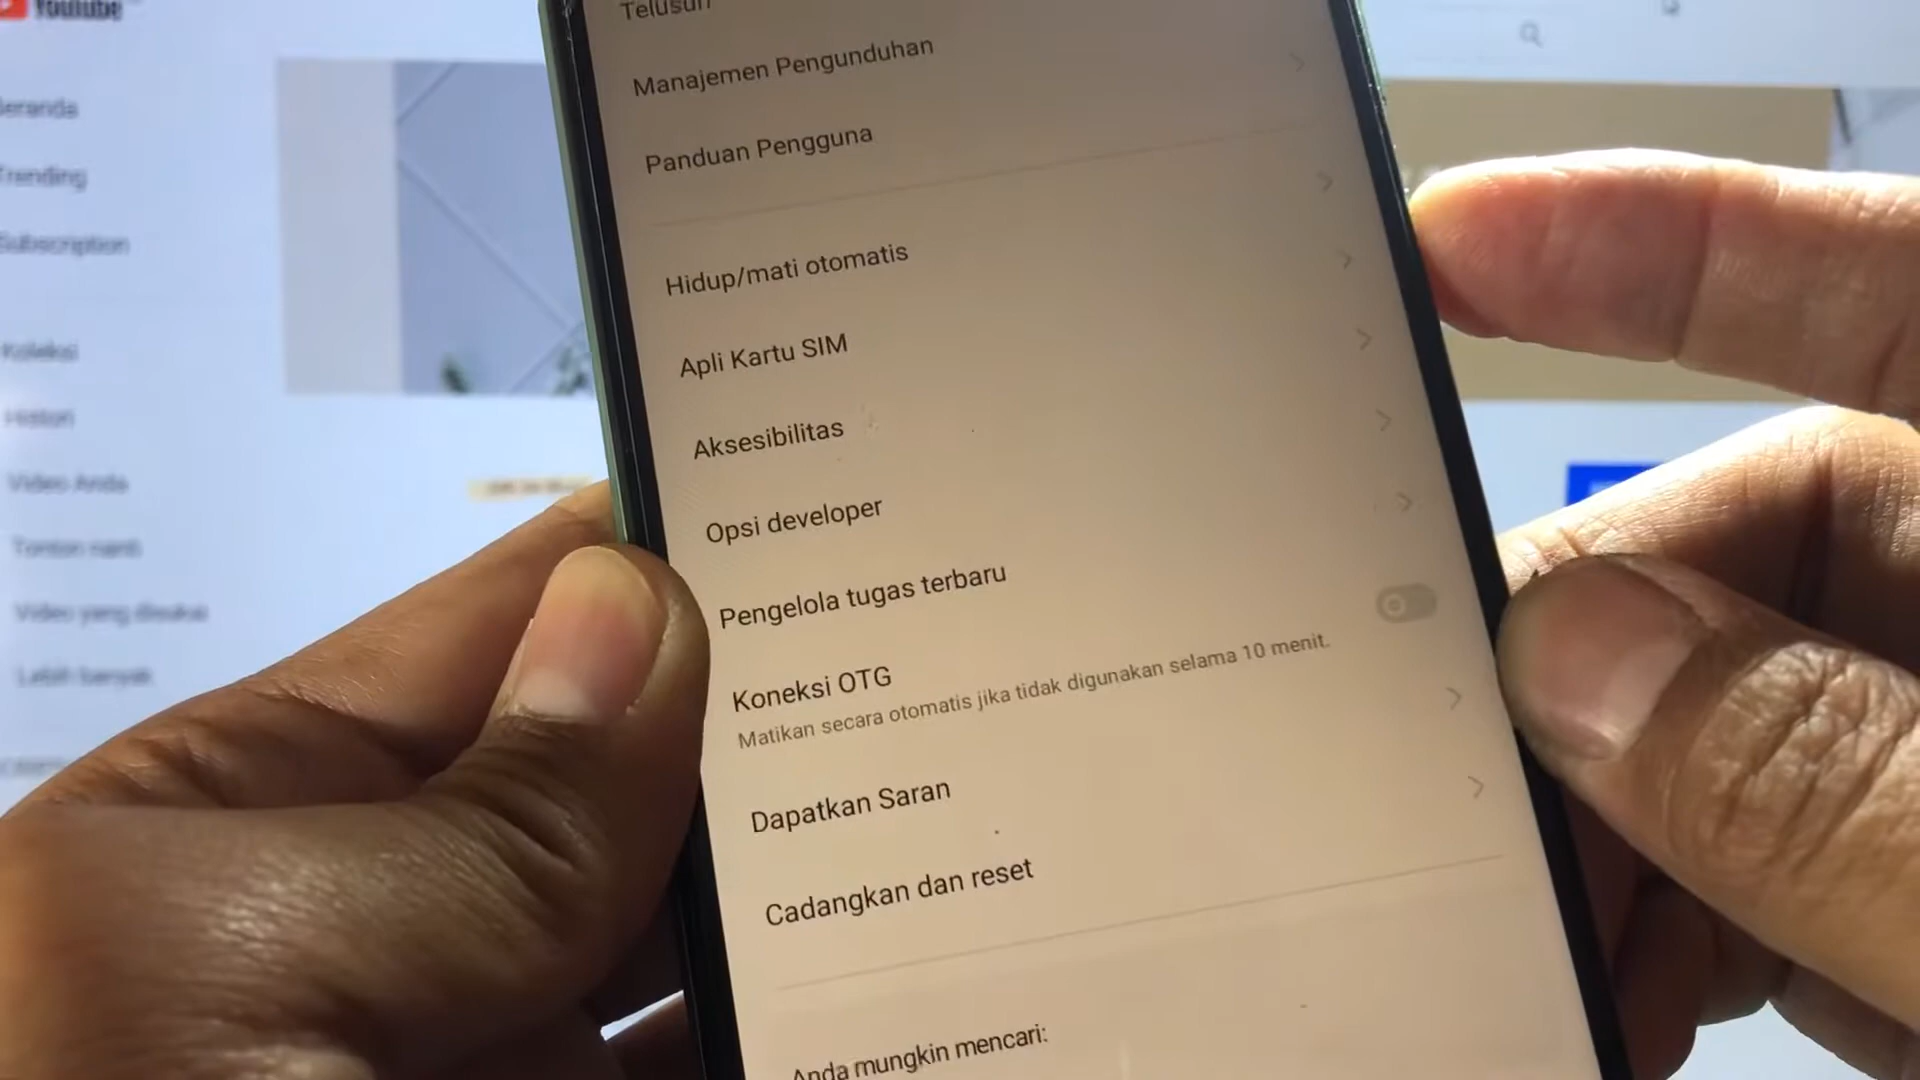 YouTube
Beranda
Trending
Subscription
Koleksi
Histori
Video Anda
Tonton nanti
Video yang disukai
Lebih banyak
Telusuri
Manajemen Pengunduhan
Panduan Pengguna
Hidup/mati otomatis
Apli Kartu SIM
Aksesibilitas
Opsi developer
Pengelola tugas terbaru
Koneksi OTG
Matikan secara otomatis jika tidak digunakan selama 10 menit.
Dapatkan Saran
Cadangkan dan reset
Anda mungkin mencari: